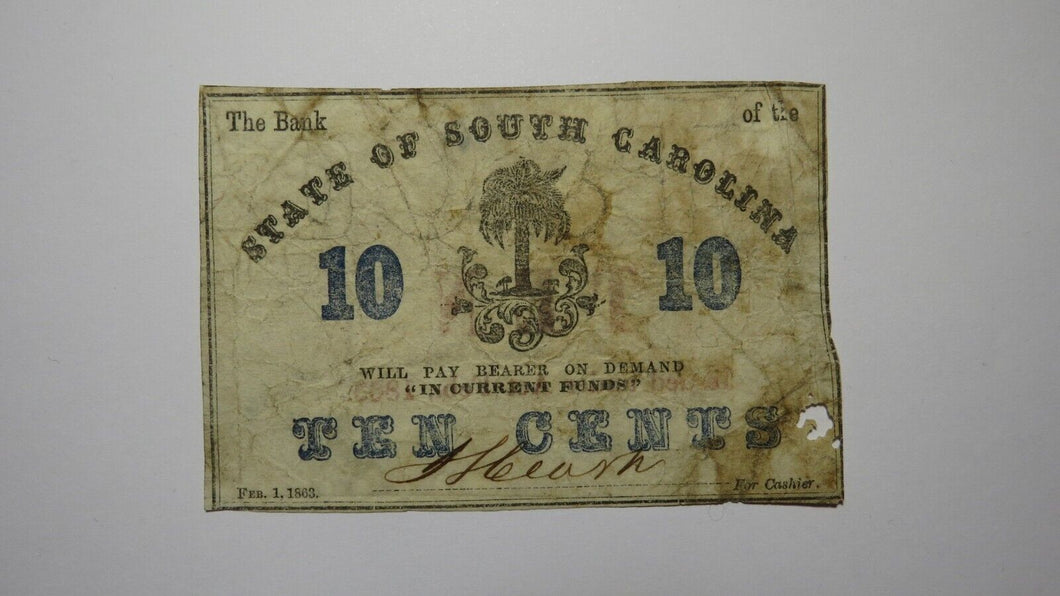 The Bank of the
STATE OF SOUTH CAROLINA
10 10
WILL PAY BEARER ON DEMAND
"IN CURRENT FUNDS"
TEN CENTS
FEB. 1, 1863.
For Cashier.